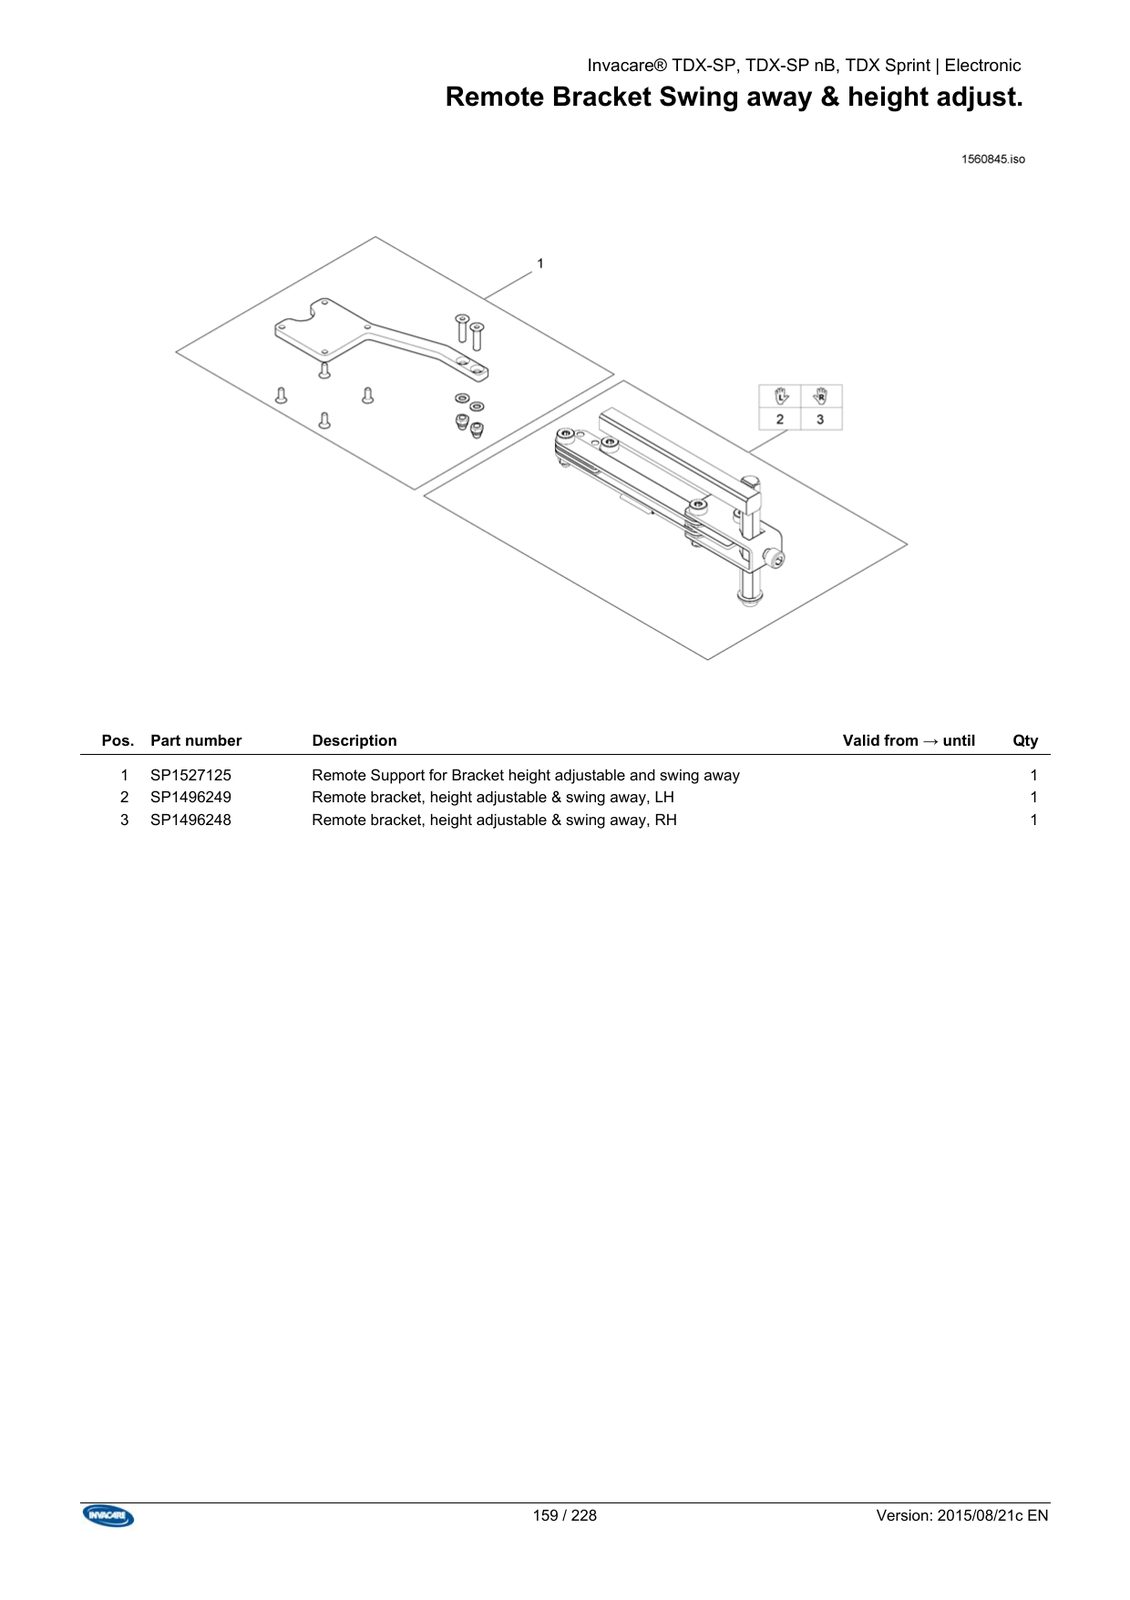 Invacare® TDX-SP, TDX-SP nB, TDX Sprint | Electronic
Remote Bracket Swing away & height adjust.
1560845.iso
1
L R
2 3
Pos. Part number Description Valid from → until Qty
1 SP1527125 Remote Support for Bracket height adjustable and swing away 1
2 SP1496249 Remote bracket, height adjustable & swing away, LH 1
3 SP1496248 Remote bracket, height adjustable & swing away, RH 1
INVACARE 159 / 228 Version: 2015/08/21c EN